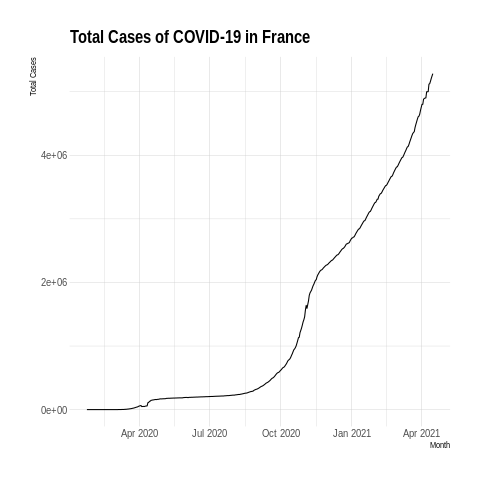 Total Cases of COVID-19 in France
Total Cases
4e+06
2e+06
0e+00
Apr 2020 Jul 2020 Oct 2020 Jan 2021 Apr 2021
Month